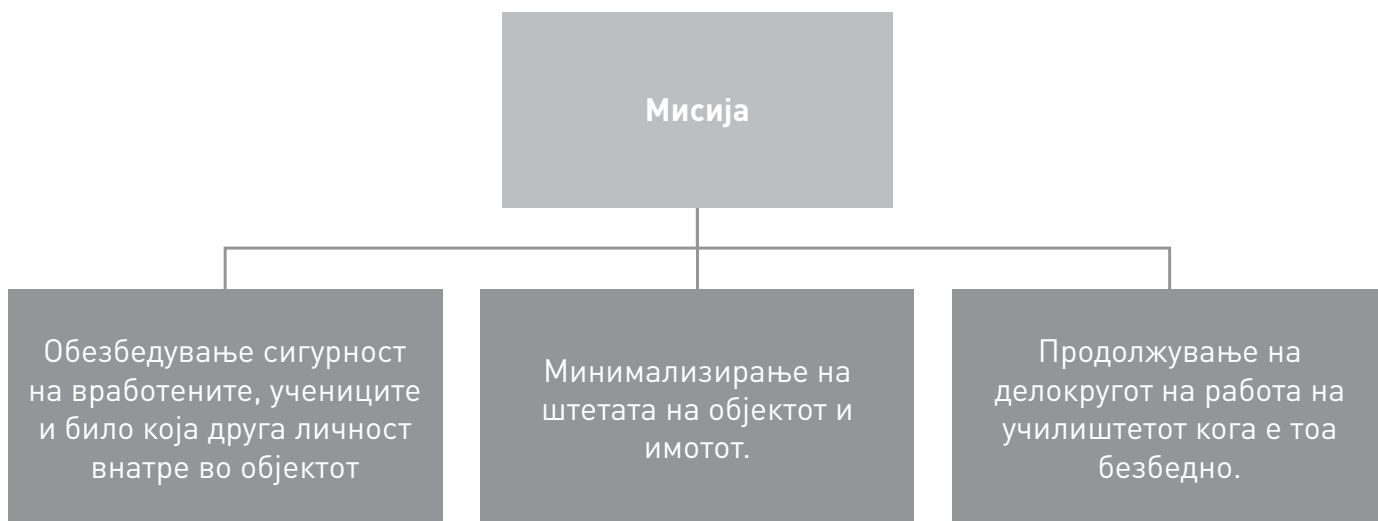 Мисија
Обезбедување сигурност
на вработените, учениците
и било која друга личност
внатре во објектот
Минимализирање на
штетата на објектот и
имотот.
Продолжување на
делокругот на работа на
училиштетот кога е тоа
безбедно.